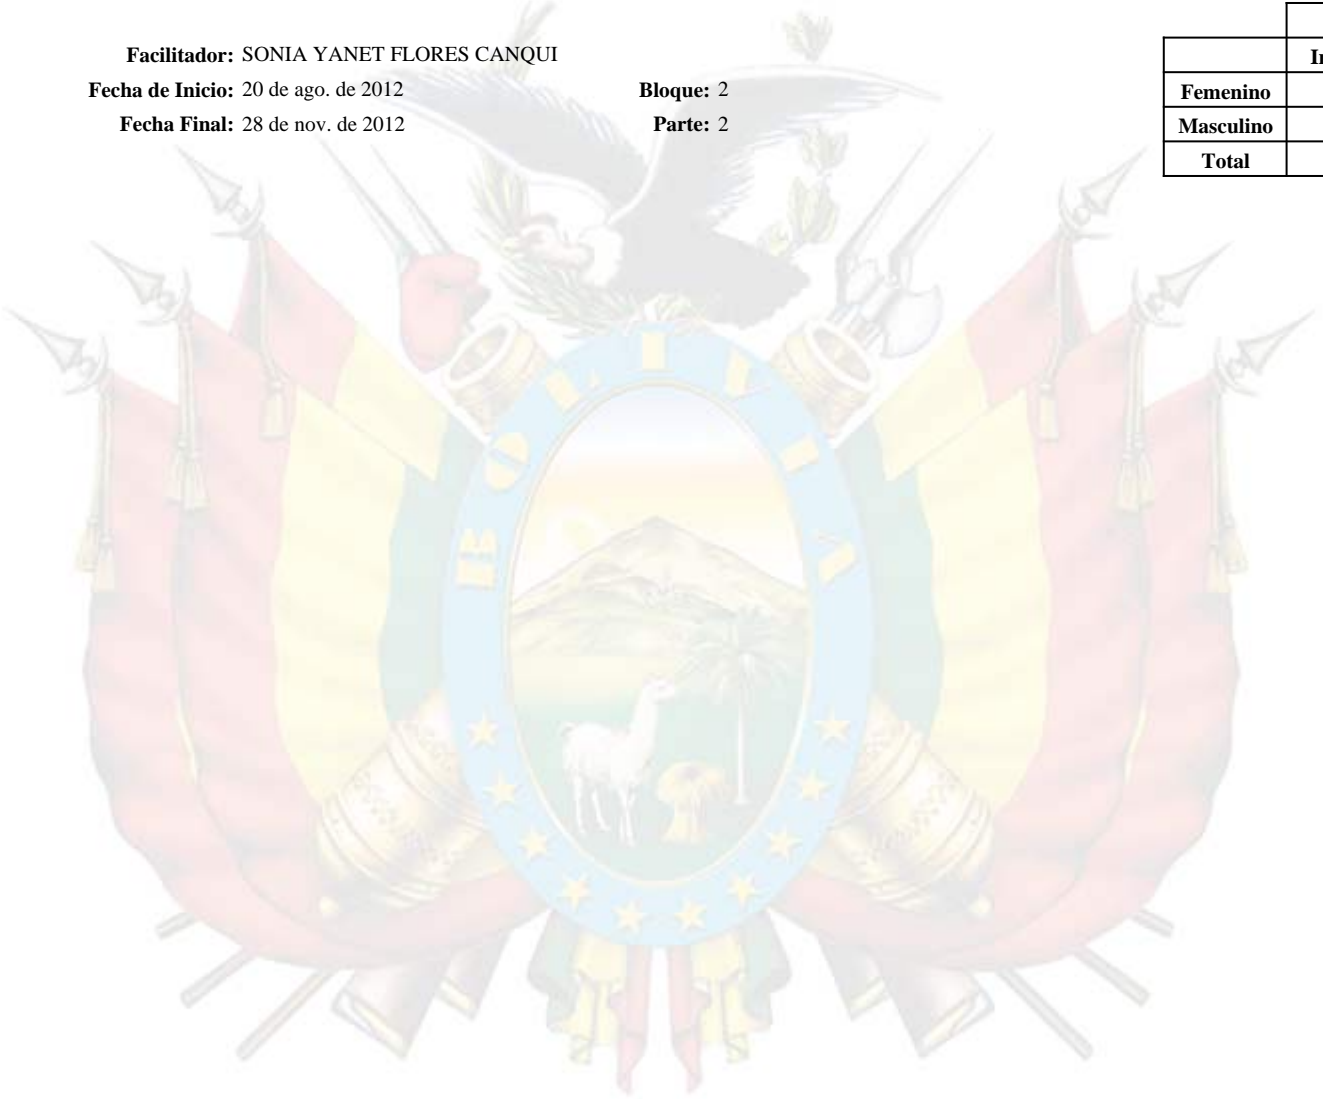 Facilitador: SONIA YANET FLORES CANQUI
Fecha de Inicio: 20 de ago. de 2012 Bloque: 2
Fecha Final: 28 de nov. de 2012 Parte: 2
Femenino
Masculino
Total
BOLIVIA